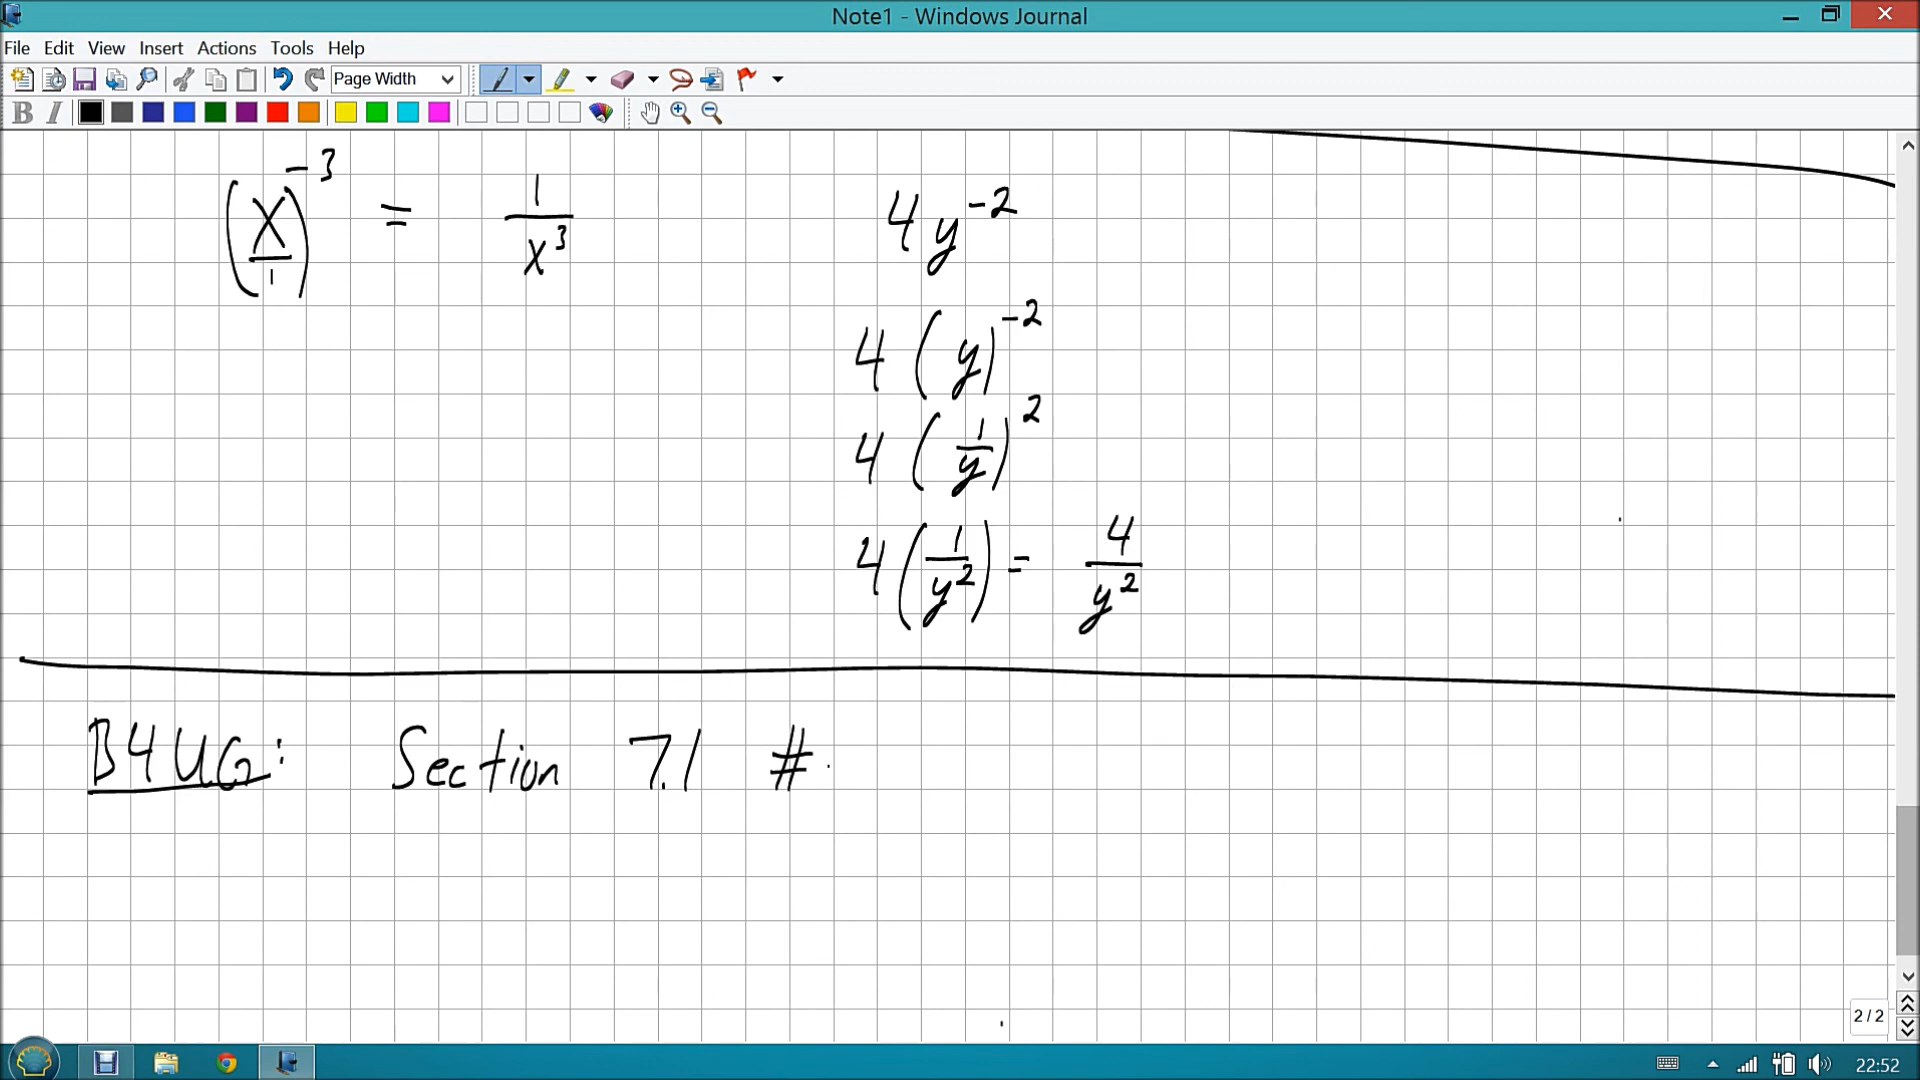 Note1 - Windows Journal
File Edit View Insert Actions Tools Help
Page Width
B I
(x/1)^-3 = 1/x^3
4y^-2
4(y)^-2
4(1/y)^2
4(1/y^2) = 4/y^2
B4UG: Section 7.1 #
2 / 2
22:52